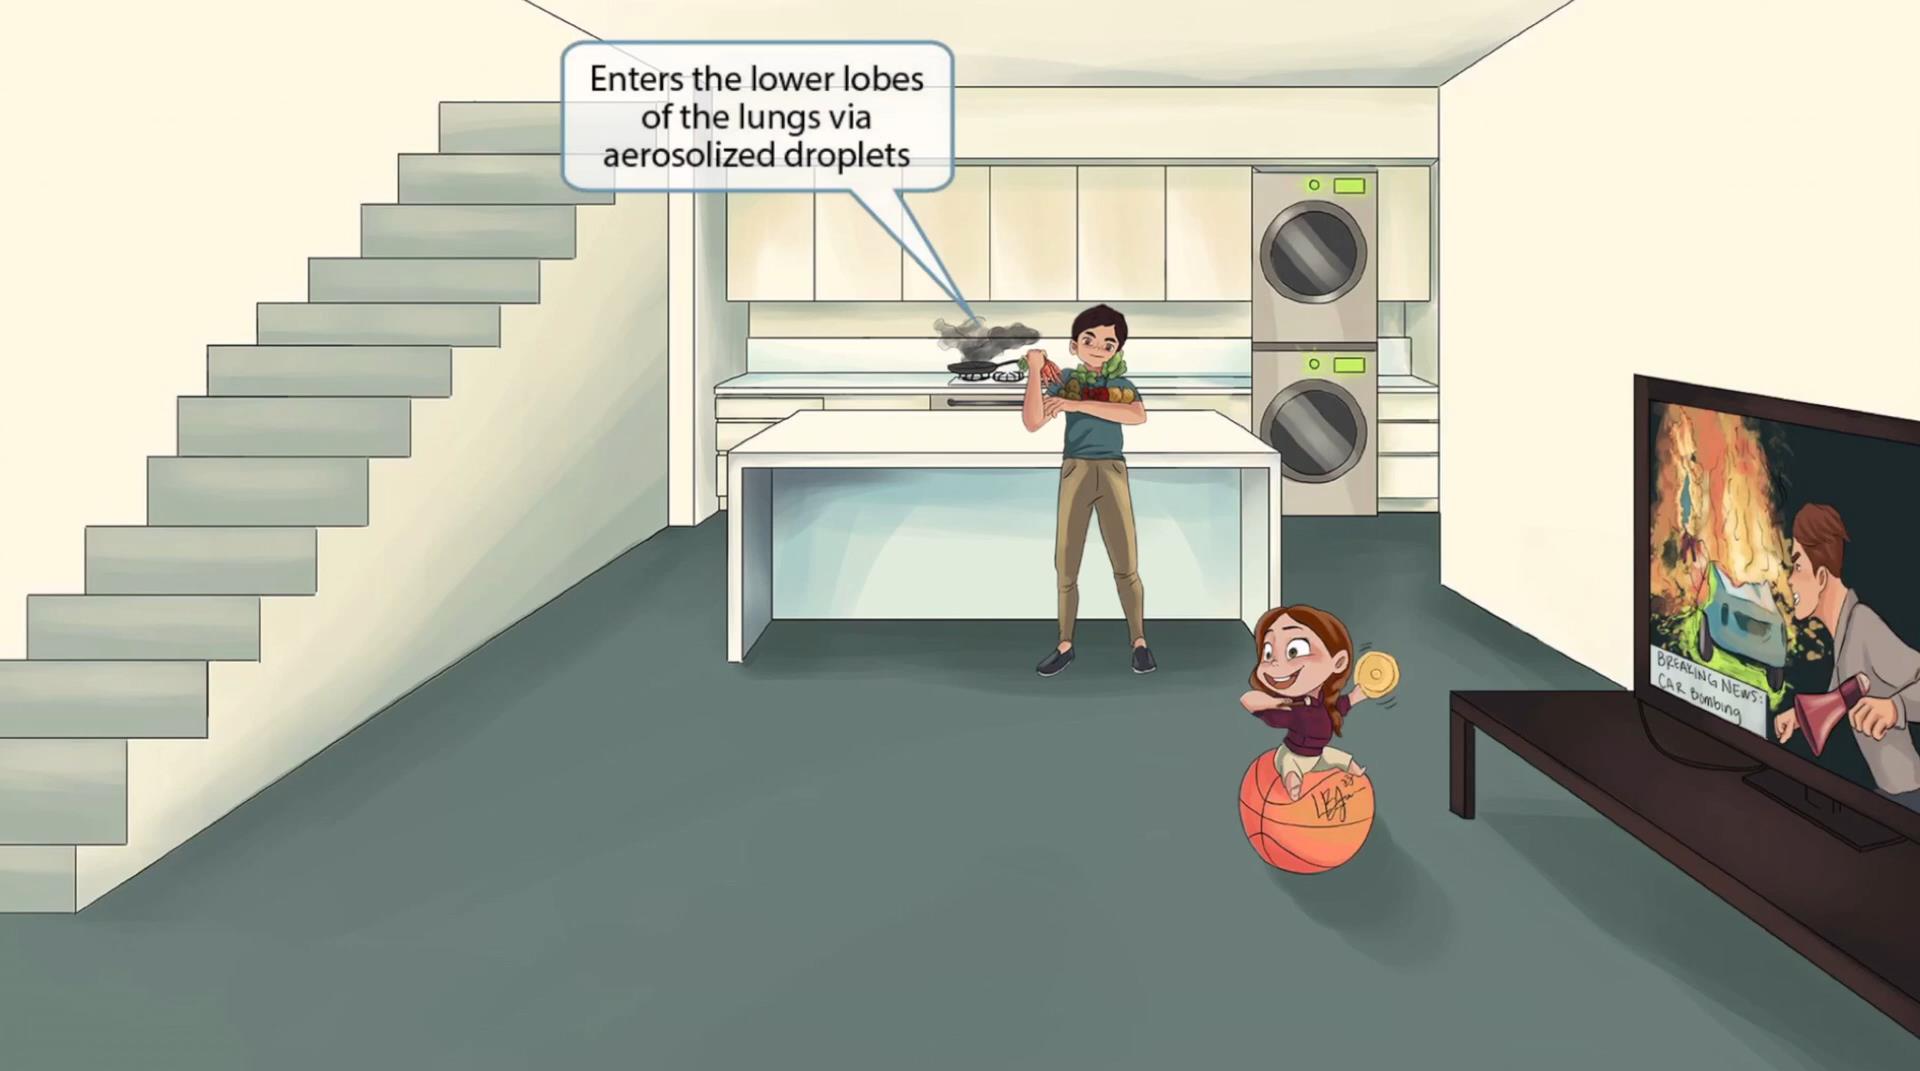 Enters the lower lobes
of the lungs via
aerosolized droplets
BREAKING NEWS:
CAR Bombing